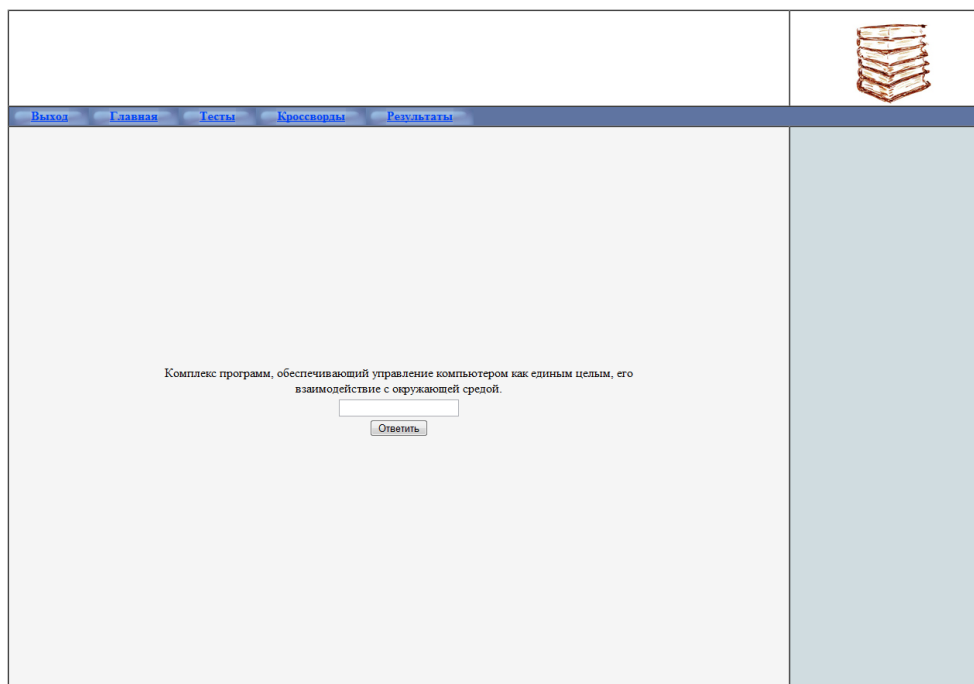 Выход Главная Тесты Кроссворды Результаты
Комплекс программ, обеспечивающий управление компьютером как единым целым, его
взаимодействие с окружающей средой.
Ответить